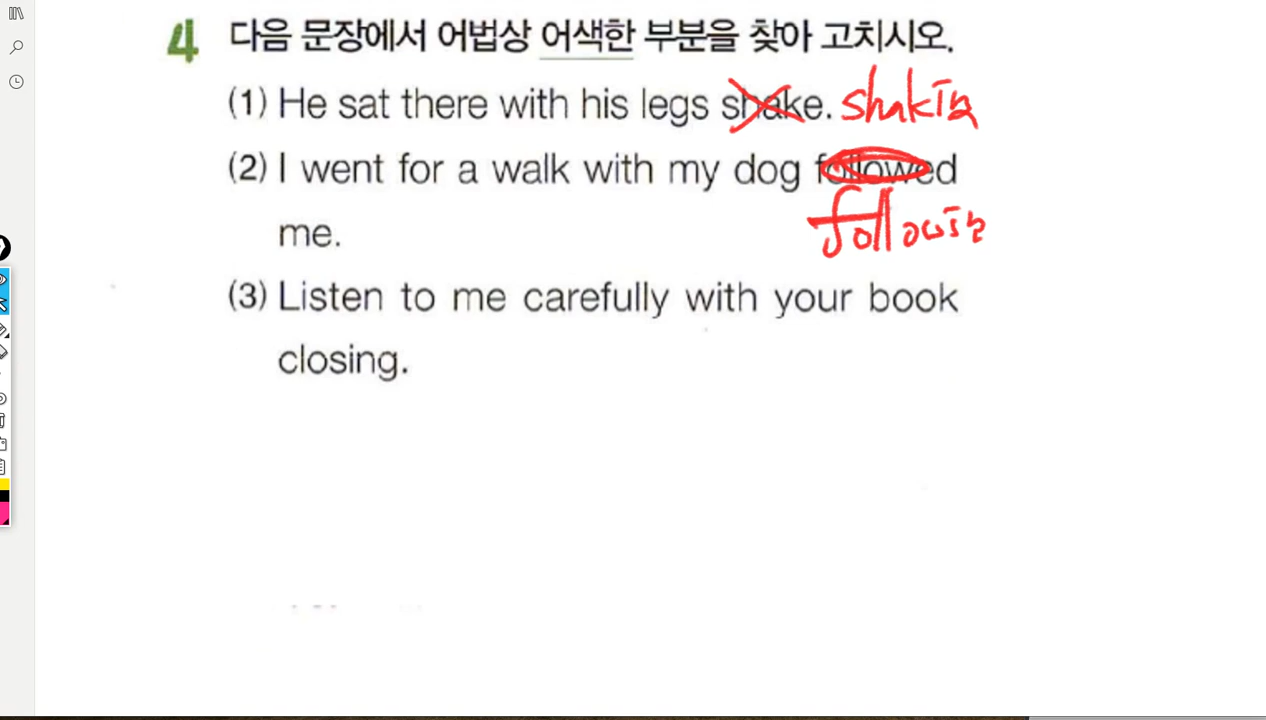 4 다음 문장에서 어법상 어색한 부분을 찾아 고치시오.
(1) He sat there with his legs shake. shaking
(2) I went for a walk with my dog followed
me. following
(3) Listen to me carefully with your book
closing.